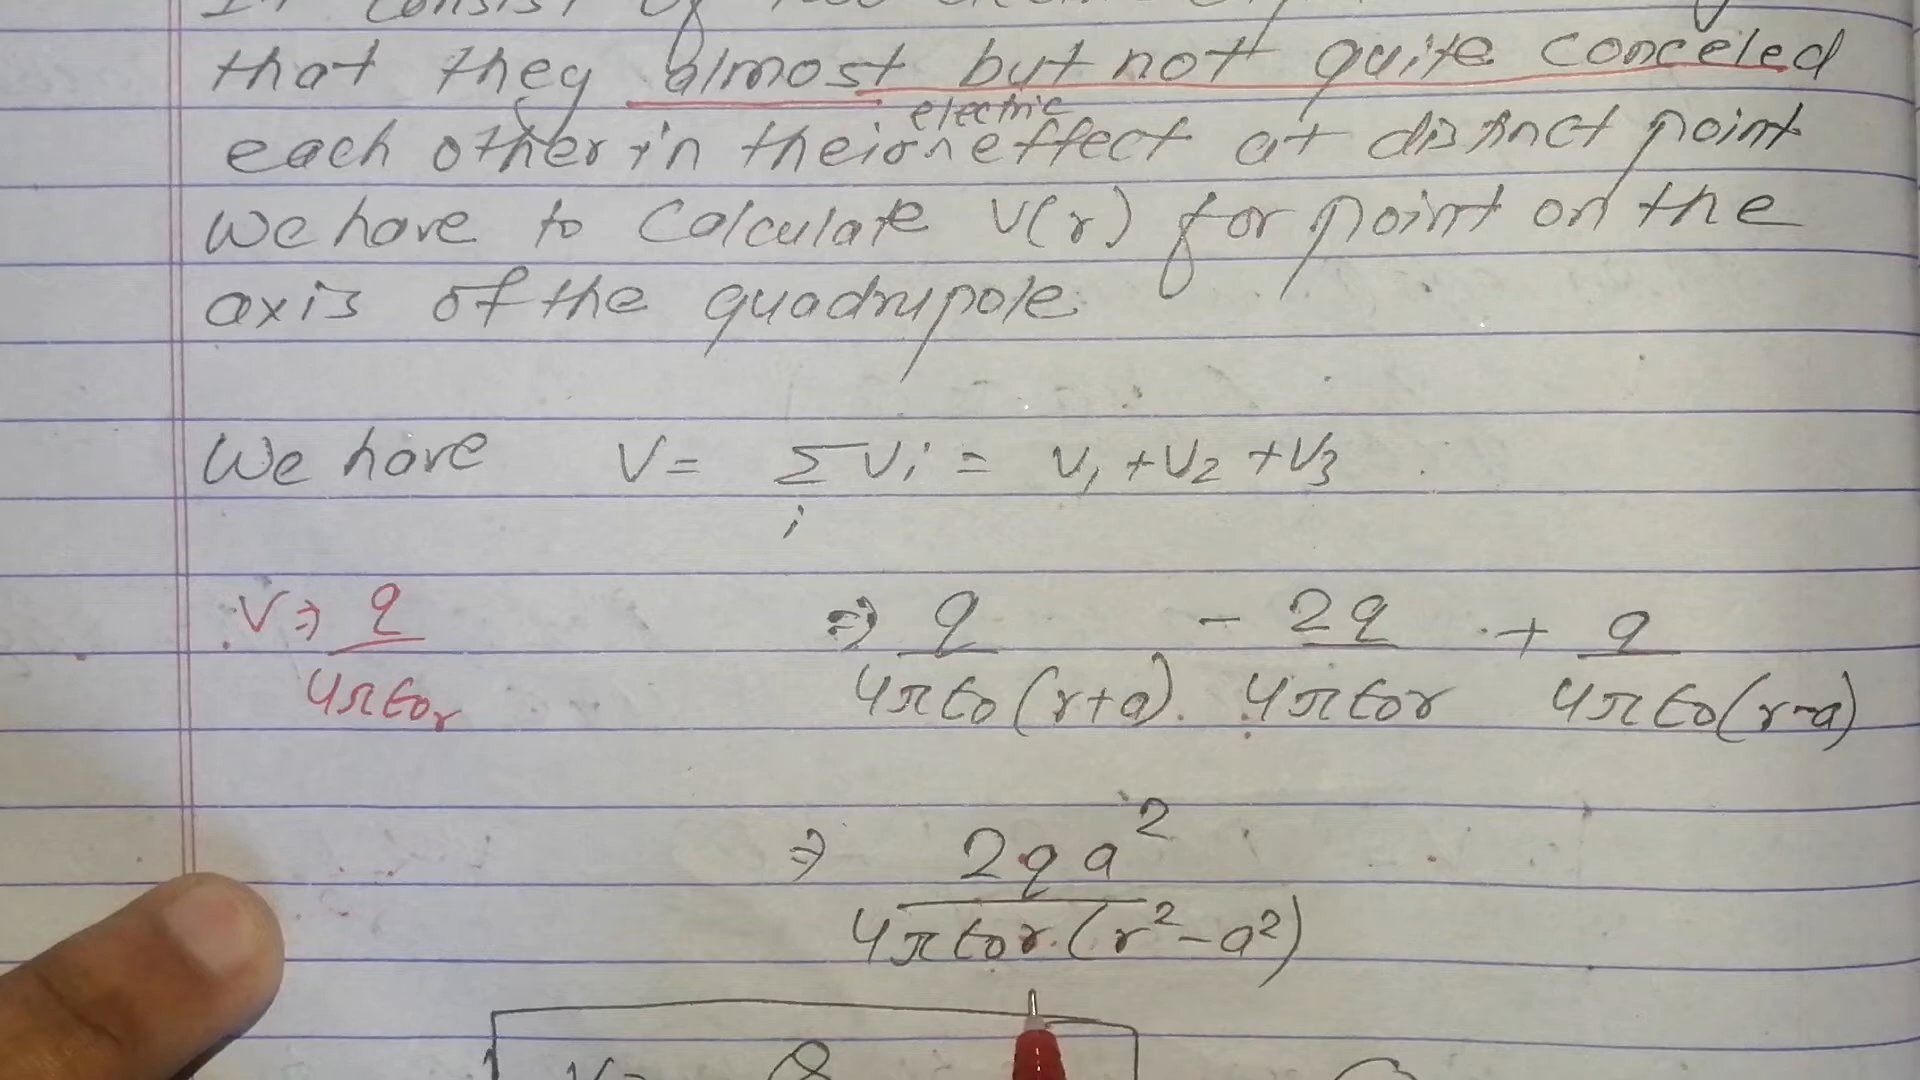 that they almost but not quite conceled
electric
each other in their effect at distinct point
We have to Calculate V(r) for point on the
axis of the quadrupole.
We have V = Σ Vi = V1 + V2 + V3
i
V ⇒ q ⇒ q - 2q + q
4πε0r 4πε0(r+a) 4πε0r 4πε0(r-a)
⇒ 2qa²
4πε0r.(r²-a²)